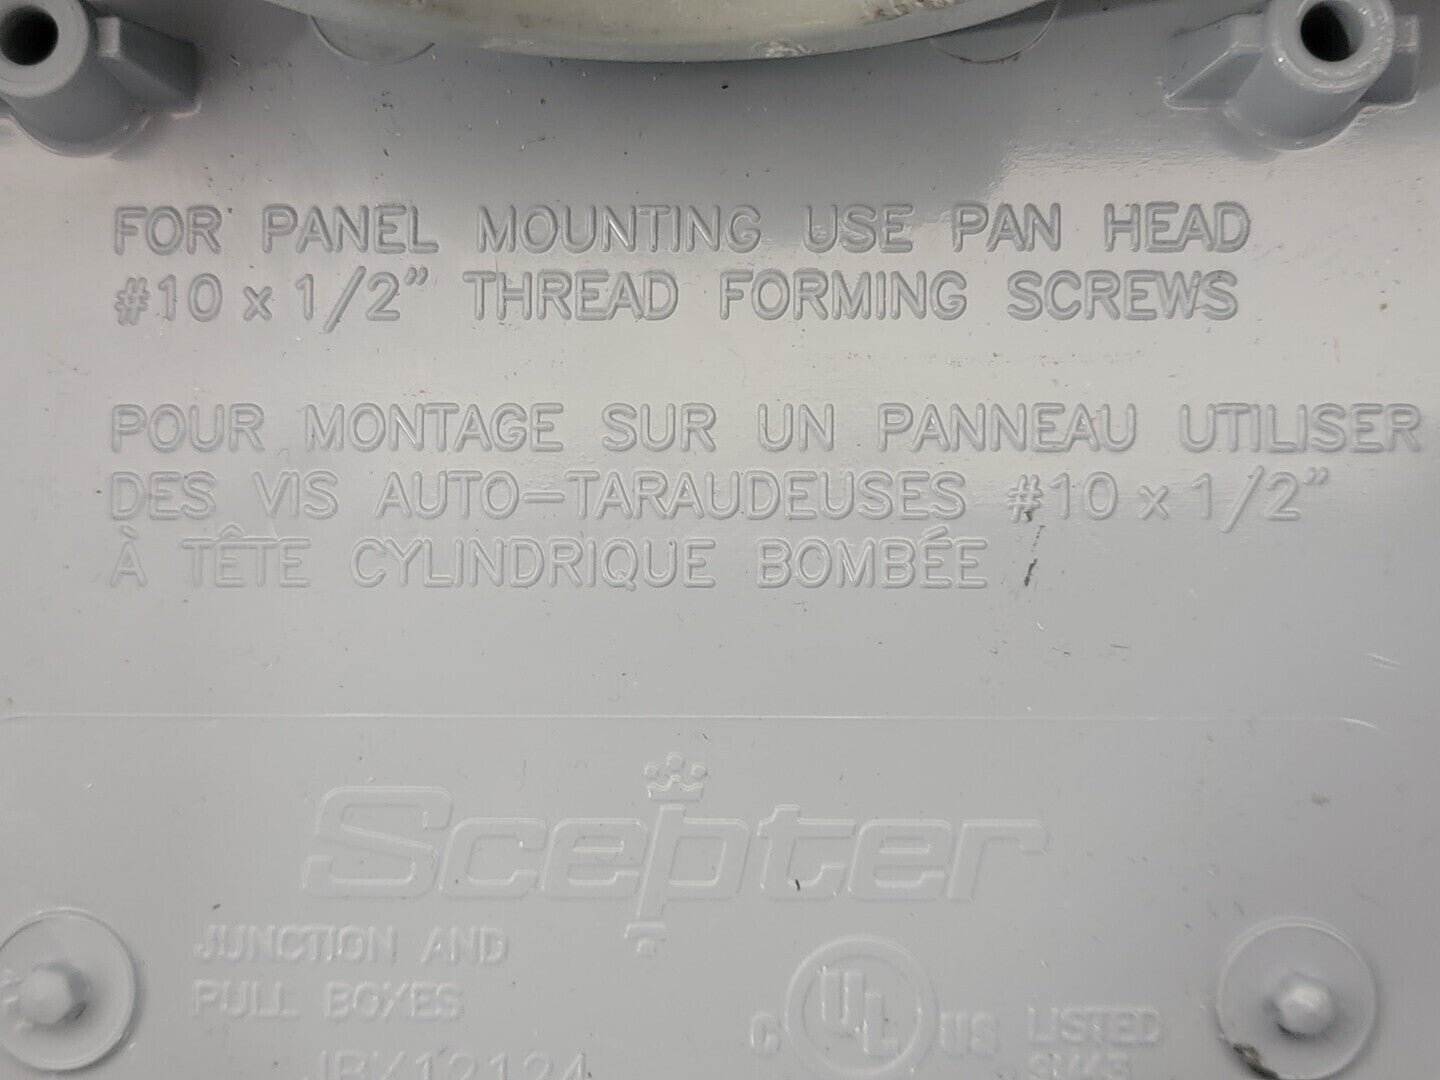 FOR PANEL MOUNTING USE PAN HEAD
#10 x 1/2" THREAD FORMING SCREWS
POUR MONTAGE SUR UN PANNEAU UTILISER
DES VIS AUTO-TARAUDEUSES #10 x 1/2"
À TÊTE CYLINDRIQUE BOMBÉE
Scepter
JUNCTION AND
PULL BOXES
JBX12124
C UL US LISTED